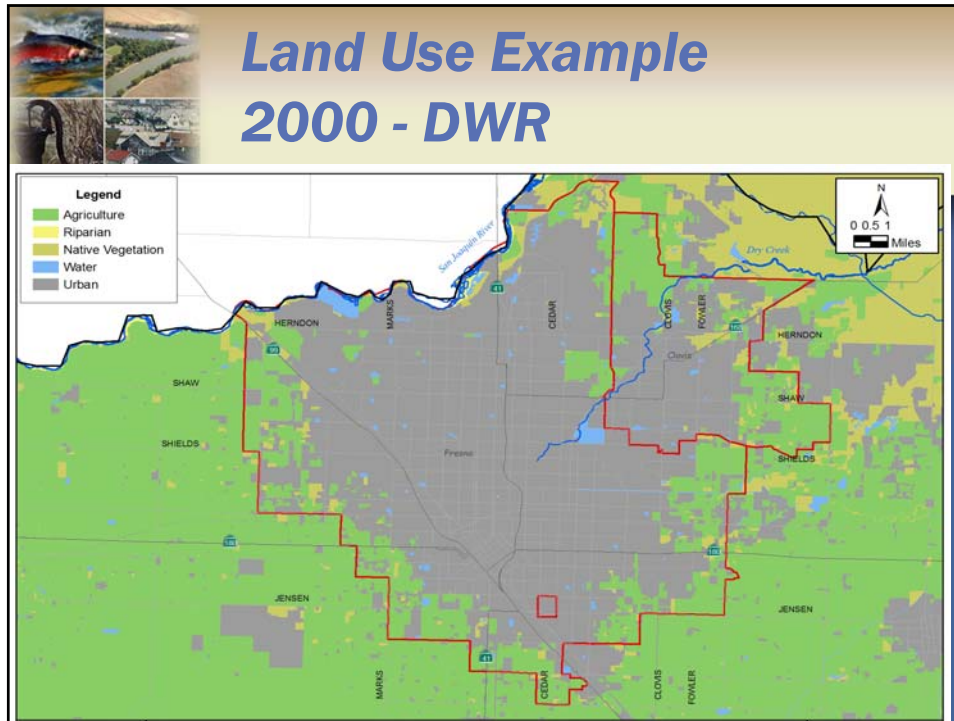 Land Use Example
2000 - DWR
Legend
Agriculture
Riparian
Native Vegetation
Water
Urban
N
0 0.5 1
Miles
San Joaquin River
Dry Creek
41
MARKS
CEDAR
CLOVIS
FOWLER
HERNDON
HERNDON
99
Clovis
SHAW
SHAW
SHIELDS
SHIELDS
Fresno
180
180
JENSEN
JENSEN
41
MARKS
CEDAR
CLOVIS
FOWLER